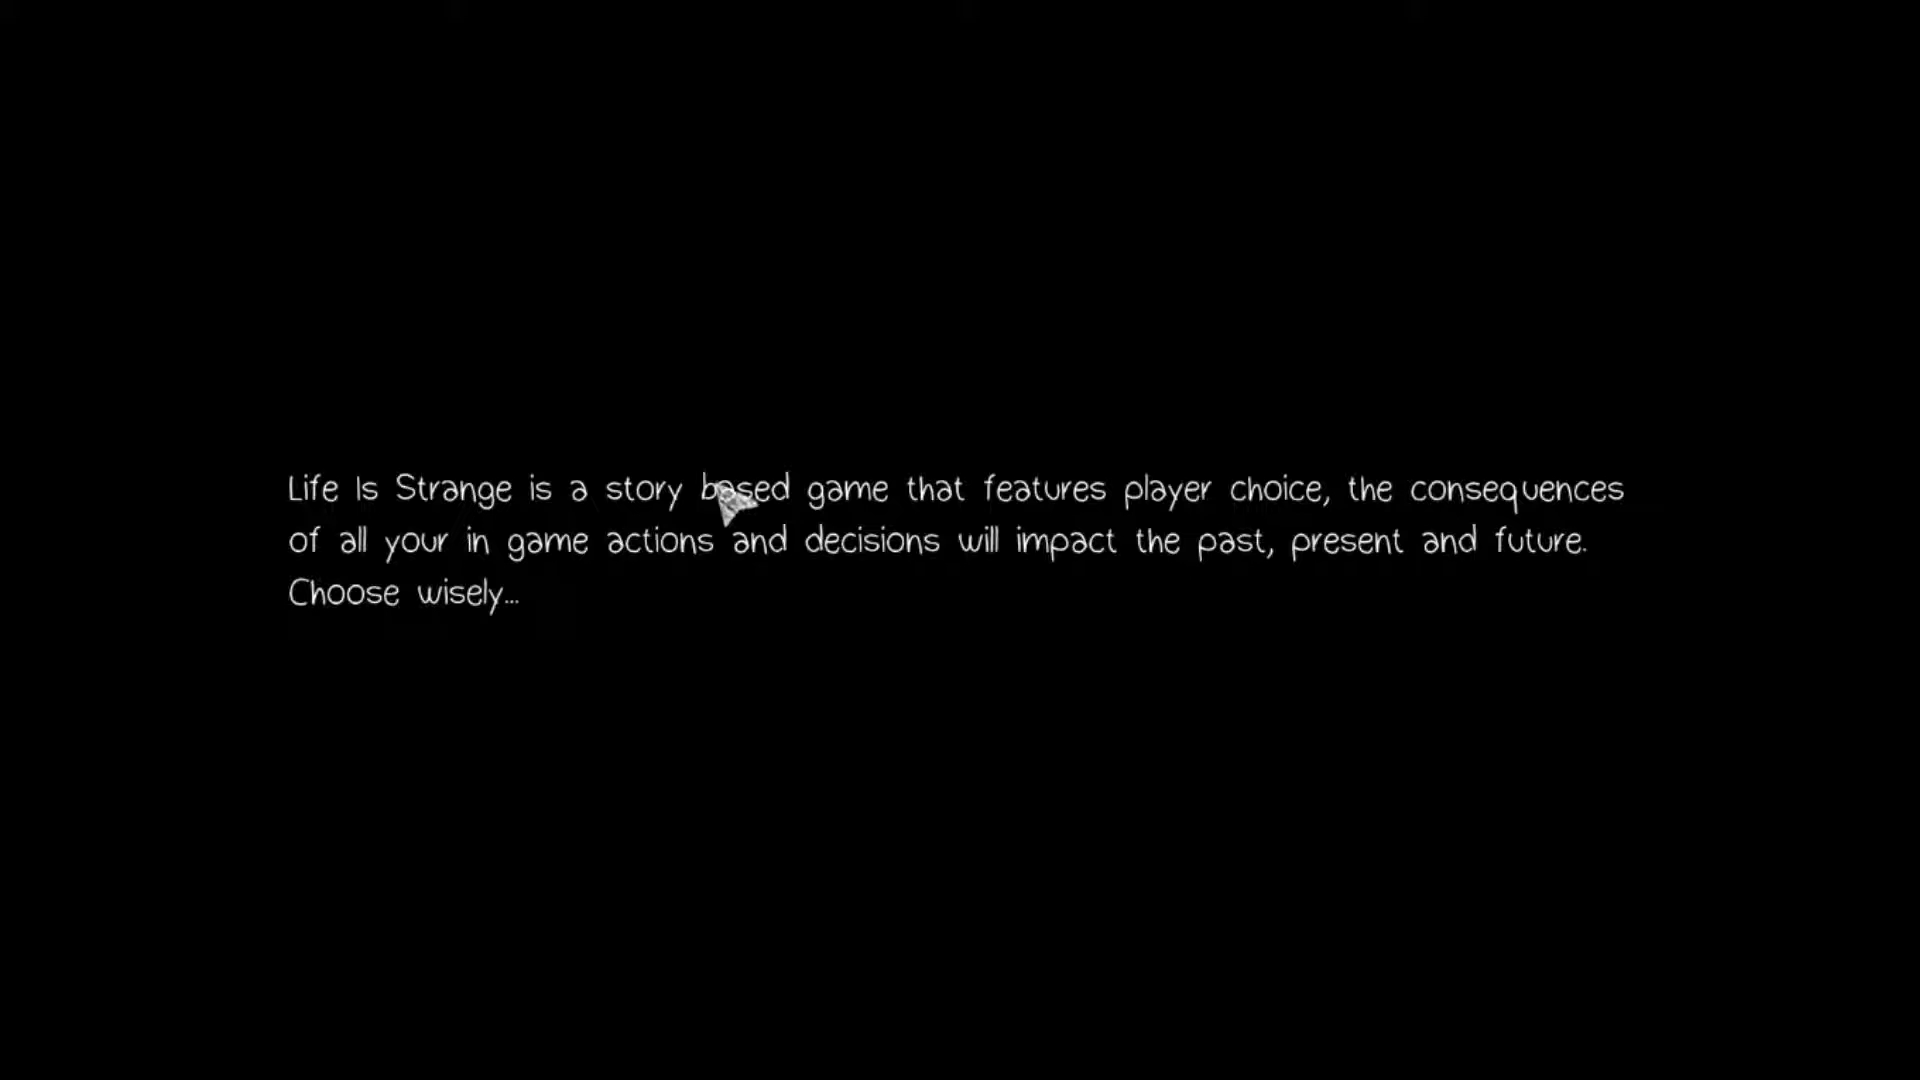 Life Is Strange is a story based game that features player choice, the consequences
of all your in game actions and decisions will impact the past, present and future.
Choose wisely...